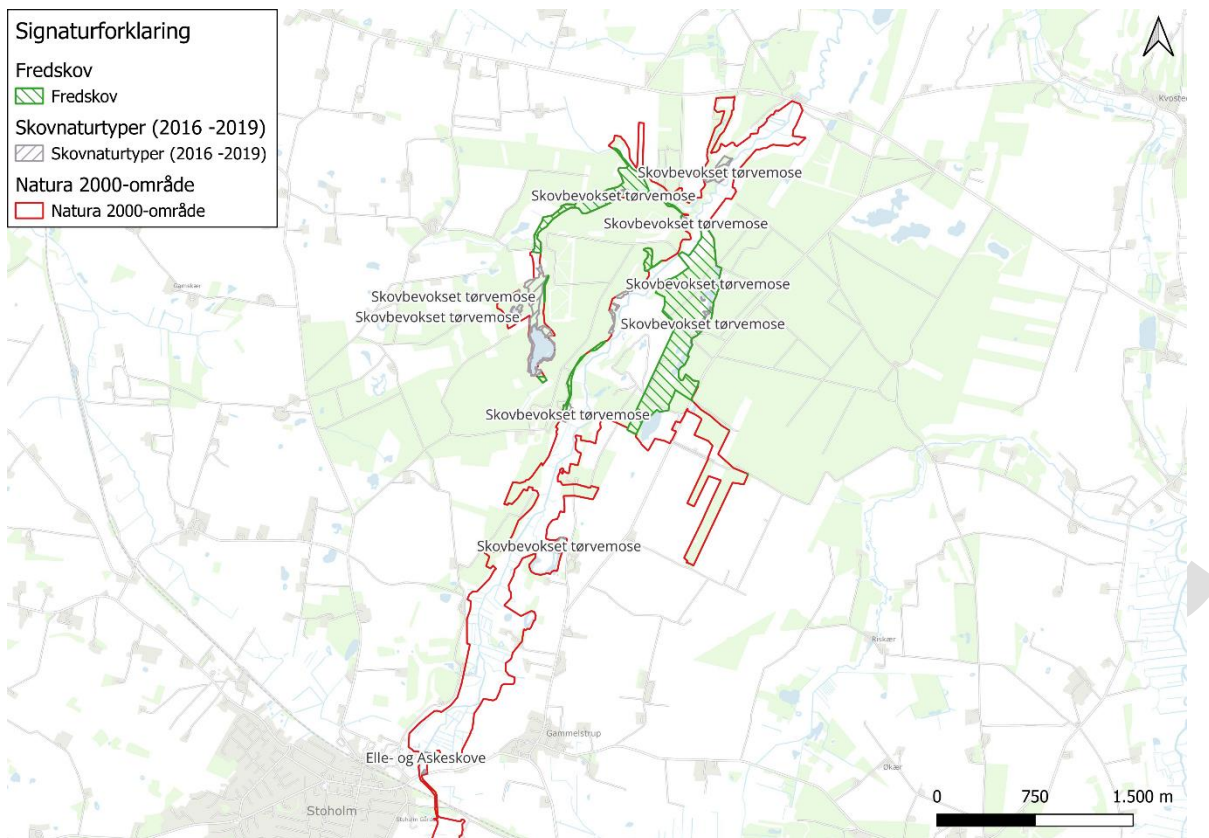 Signaturforklaring
Fredskov
Fredskov
Skovnaturtyper (2016 -2019)
Skovnaturtyper (2016 -2019)
Natura 2000-område
Natura 2000-område
Skovbevokset tørvemose
Skovbevokset tørvemose
Skovbevokset tørvemose
Skovbevokset tørvemose
Skovbevokset tørvemose
Skovbevokset tørvemose
Skovbevokset tørvemose
Skovbevokset tørvemose
Skovbevokset tørvemose
Riskær
Gammelstrup
Elle- og Askeskove
Økær
Stoholm
0 750 1.500 m